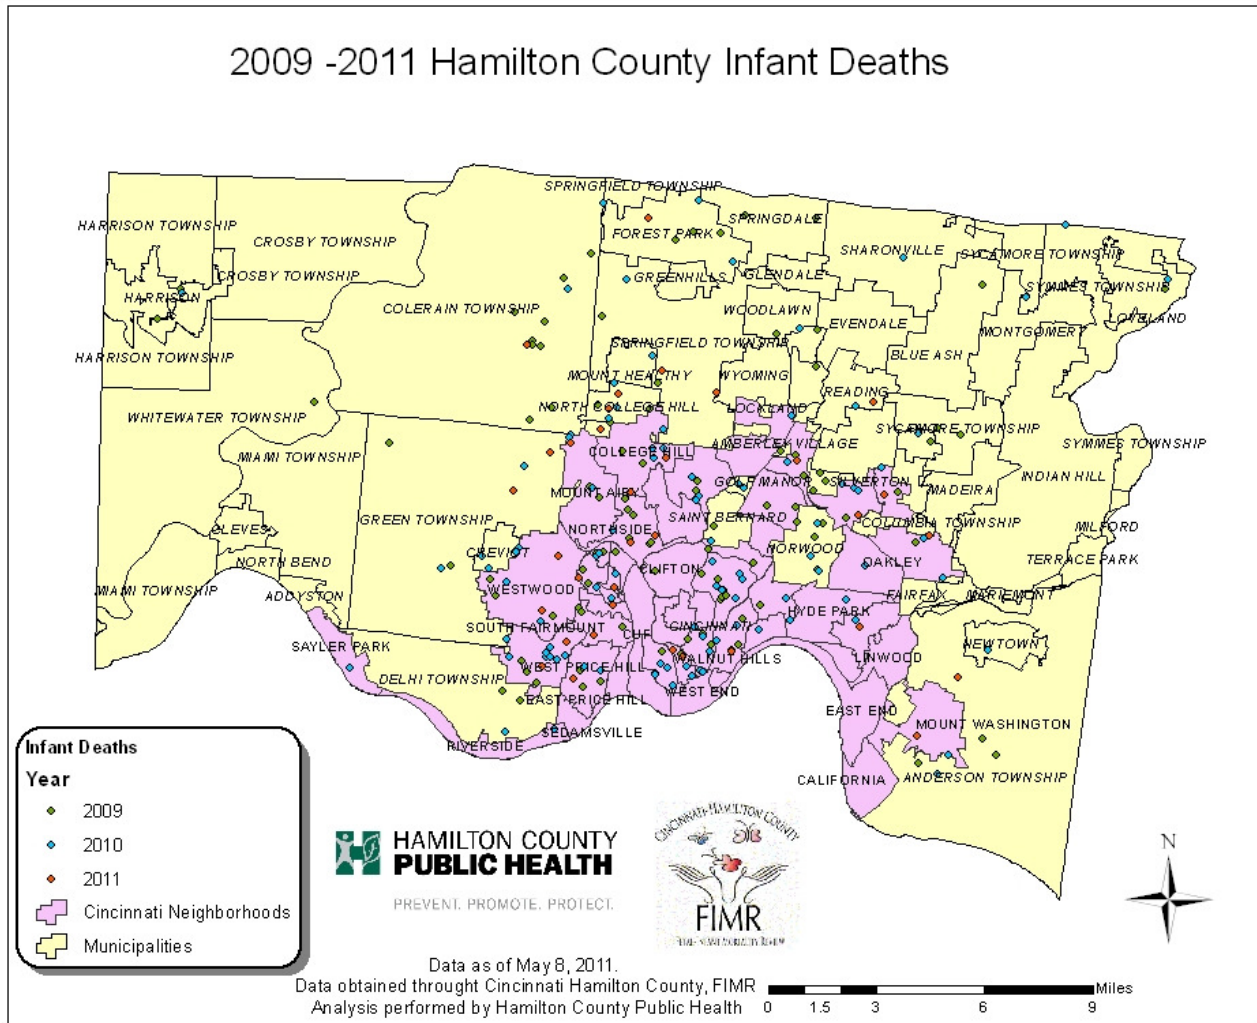 2009 -2011 Hamilton County Infant Deaths
SPRINGFIELD TOWNSHIP
HARRISON TOWNSHIP
SPRINGDALE
FOREST PARK
CROSBY TOWNSHIP
SHARONVILLE
SYCAMORE TOWNSHIP
CROSBY TOWNSHIP
GREENHILLS
GLENDALE
SYMMES TOWNSHIP
HARRISON
COLERAIN TOWNSHIP
WOODLAWN
EVENDALE
LOVELAND
MONTGOMERY
SPRINGFIELD TOWNSHIP
HARRISON TOWNSHIP
BLUE ASH
MOUNT HEALTHY
WYOMING
READING
NORTH COLLEGE HILL
LOCKLAND
WHITEWATER TOWNSHIP
SYCAMORE TOWNSHIP
AMBERLEY VILLAGE
SYMMES TOWNSHIP
COLLEGE HILL
MIAMI TOWNSHIP
INDIAN HILL
GOLF MANOR
SILVERTON
MADEIRA
MOUNT AIRY
SAINT BERNARD
GREEN TOWNSHIP
COLUMBIA TOWNSHIP
MILFORD
CLEVES
NORTHSIDE
NORWOOD
CHEVIOT
NORTH BEND
OAKLEY
TERRACE PARK
CLIFTON
MIAMI TOWNSHIP
WESTWOOD
ADDYSTON
FAIRFAX
MARIEMONT
HYDE PARK
SOUTH FAIRMOUNT
CUF
CINCINNATI
SAYLER PARK
NEWTOWN
WALNUT HILLS
LINWOOD
WEST PRICE HILL
DELHI TOWNSHIP
WEST END
EAST PRICE HILL
EAST END
MOUNT WASHINGTON
SEDAMSVILLE
RIVERSIDE
CALIFORNIA
ANDERSON TOWNSHIP
Infant Deaths
Year
2009
2010
2011
Cincinnati Neighborhoods
Municipalities
HAMILTON COUNTY
PUBLIC HEALTH
PREVENT. PROMOTE. PROTECT.
CINCINNATI-HAMILTON COUNTY
FIMR
FETAL-INFANT MORTALITY REVIEW
N
Data as of May 8, 2011.
Data obtained throught Cincinnati Hamilton County, FIMR
Analysis performed by Hamilton County Public Health
Miles
0 1.5 3 6 9